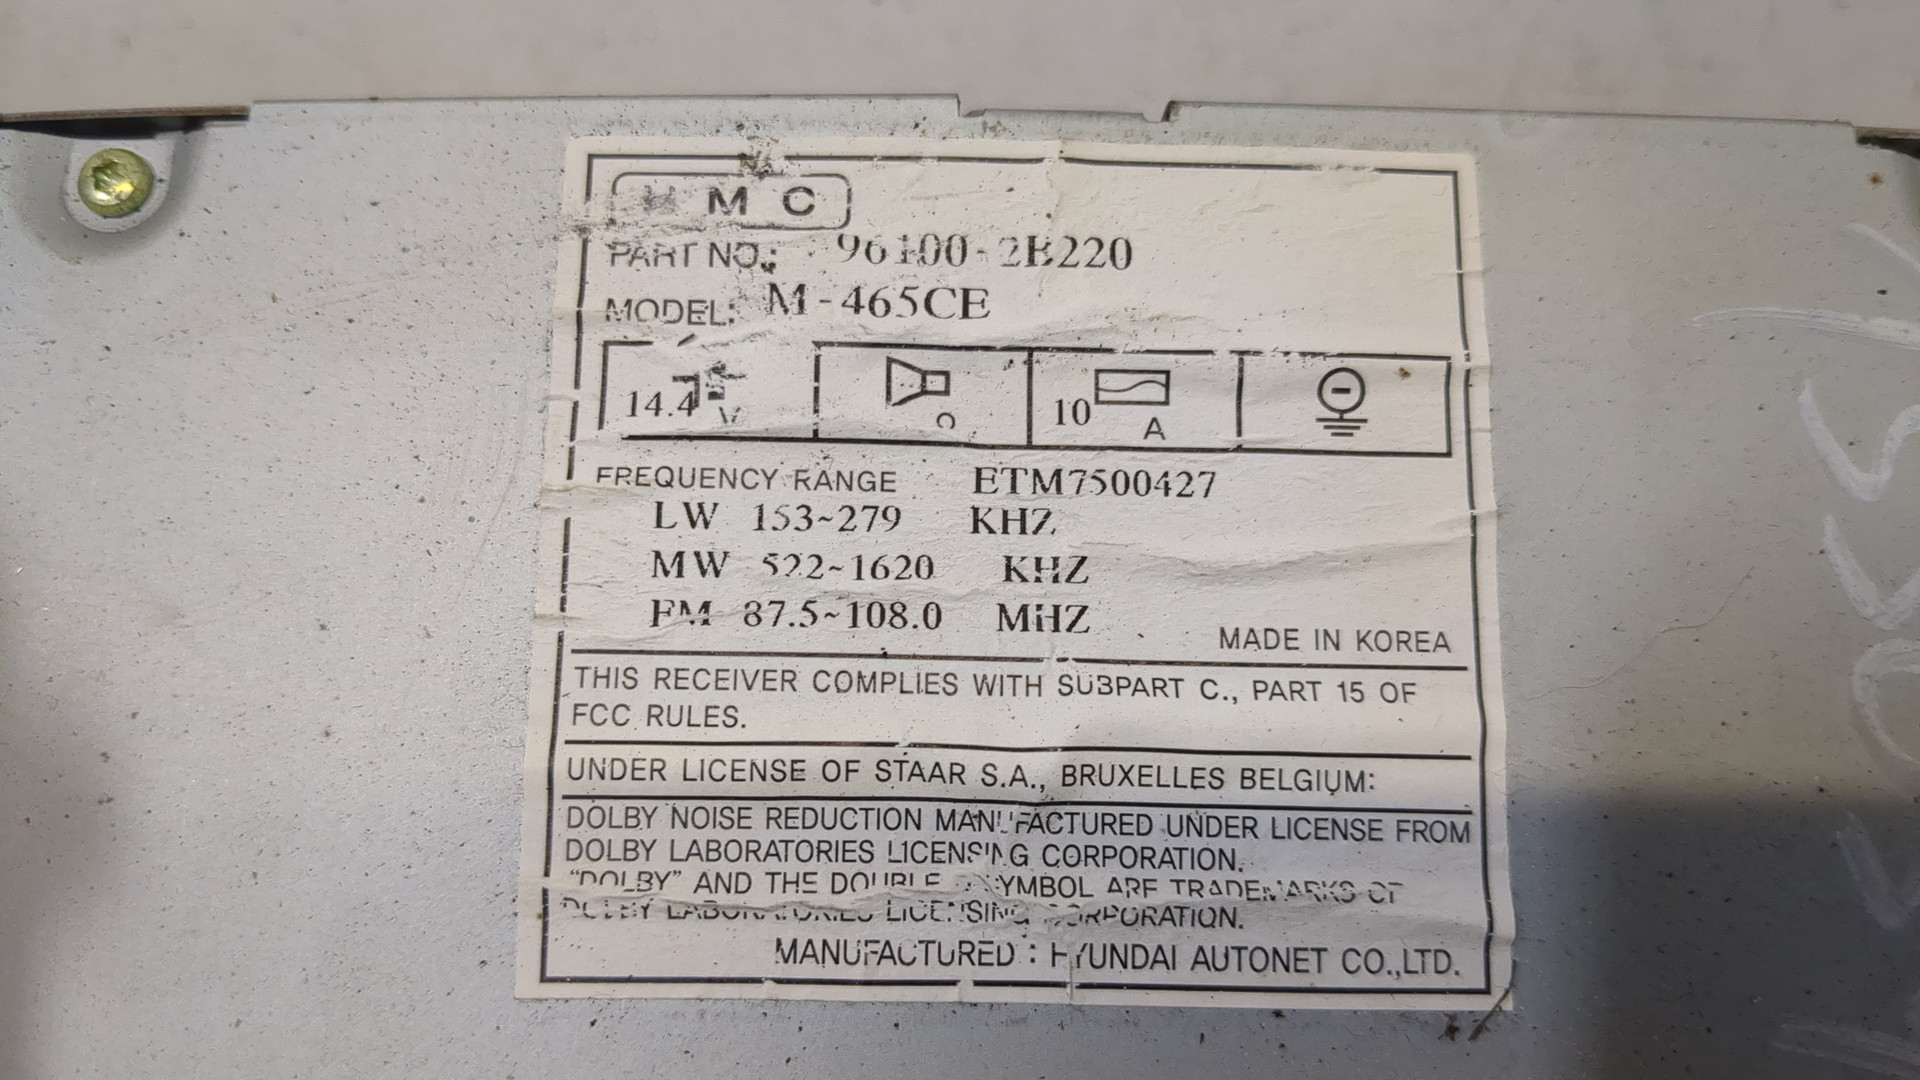 HMC
PART NO.: 96100-2B220
MODEL: M-465CE
14.4 V
10 A
FREQUENCY RANGE ETM7500427
LW 153~279 KHZ
MW 522~1620 KHZ
FM 87.5~108.0 MHZ
MADE IN KOREA
THIS RECEIVER COMPLIES WITH SUBPART C., PART 15 OF
FCC RULES.
UNDER LICENSE OF STAAR S.A., BRUXELLES BELGIUM:
DOLBY NOISE REDUCTION MANUFACTURED UNDER LICENSE FROM
DOLBY LABORATORIES LICENSING CORPORATION.
"DOLBY" AND THE DOUBLE SYMBOL ARE TRADEMARKS OF
DOLBY LABORATORIES LICENSING CORPORATION.
MANUFACTURED : HYUNDAI AUTONET CO.,LTD.